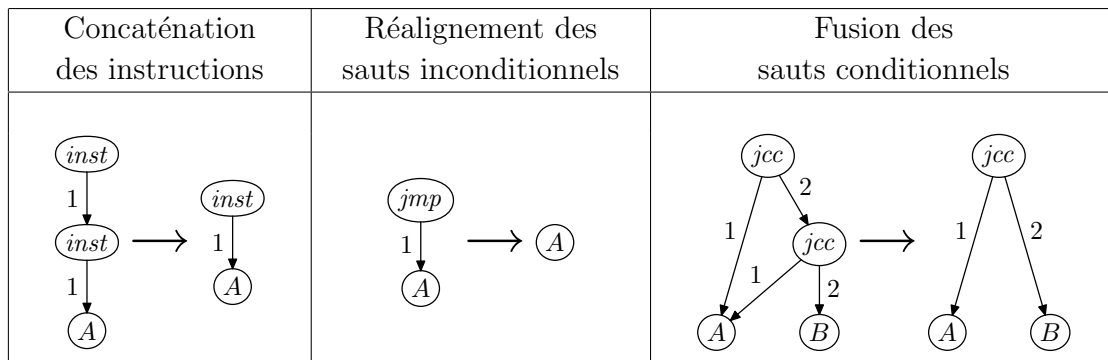 Concaténation
des instructions
Réalignement des
sauts inconditionnels
Fusion des
sauts conditionnels
inst
1
inst
1
A
inst
1
A
jmp
1
A
A
jcc
2
1
jcc
1
2
A
B
jcc
1
2
A
B